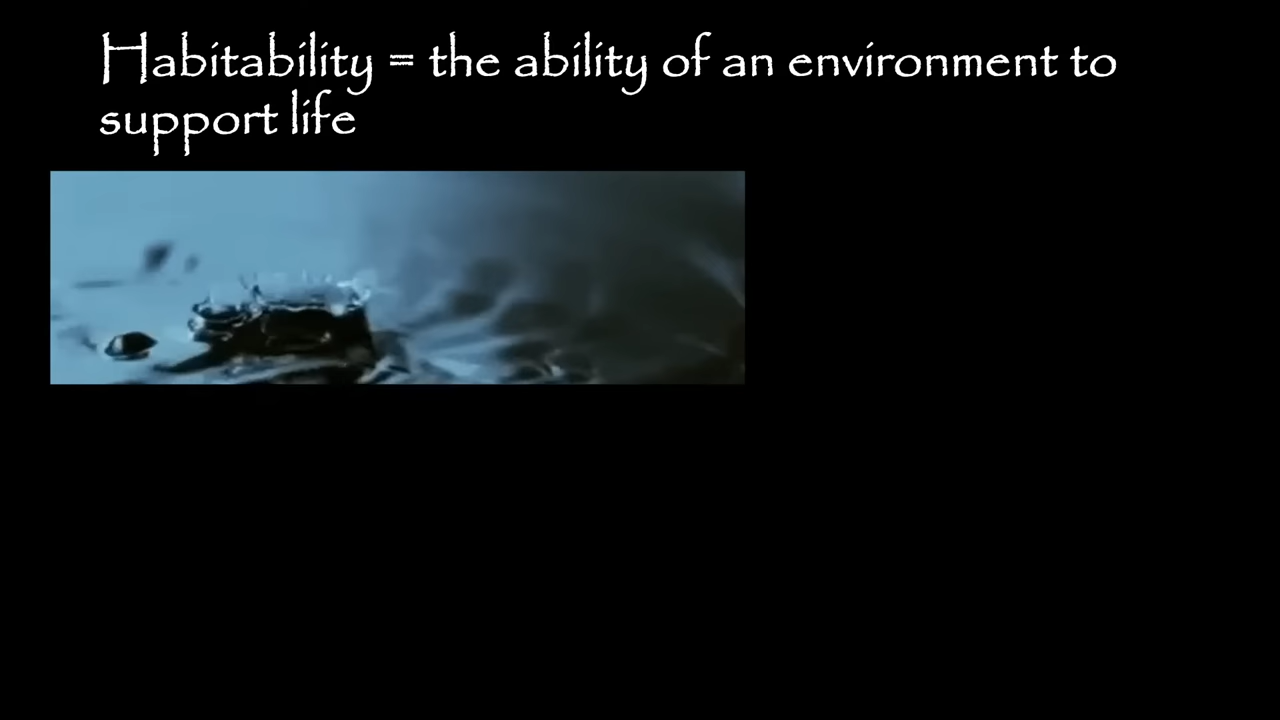 Habitability = the ability of an environment to
support life